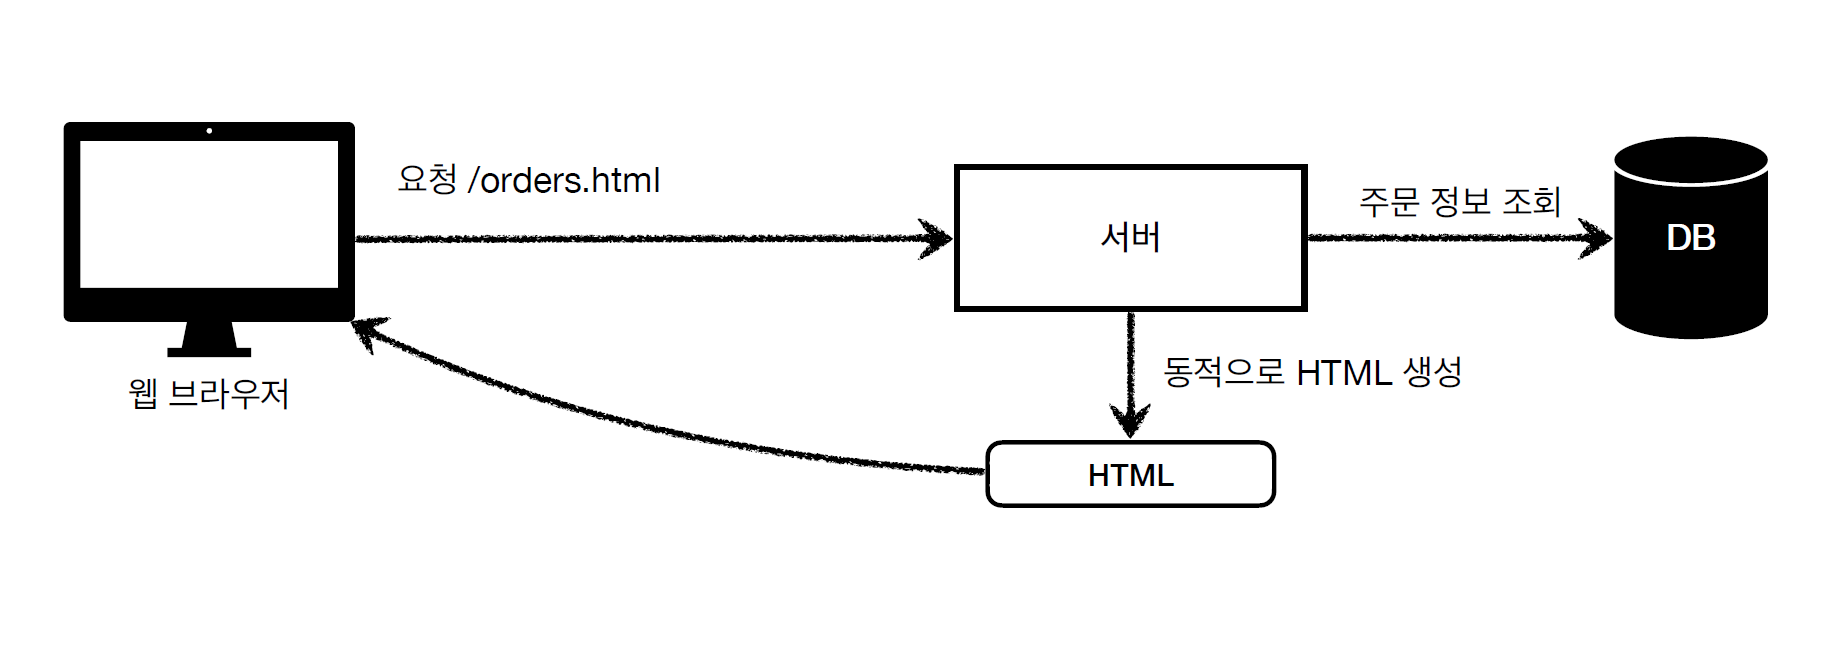 요청 /orders.html
서버
주문 정보 조회
DB
웹 브라우저
동적으로 HTML 생성
HTML